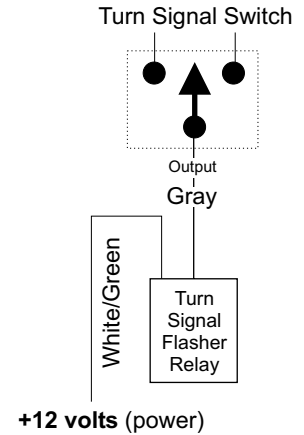 Turn Signal Switch
Output
Gray
White/Green
Turn
Signal
Flasher
Relay
+12 volts (power)